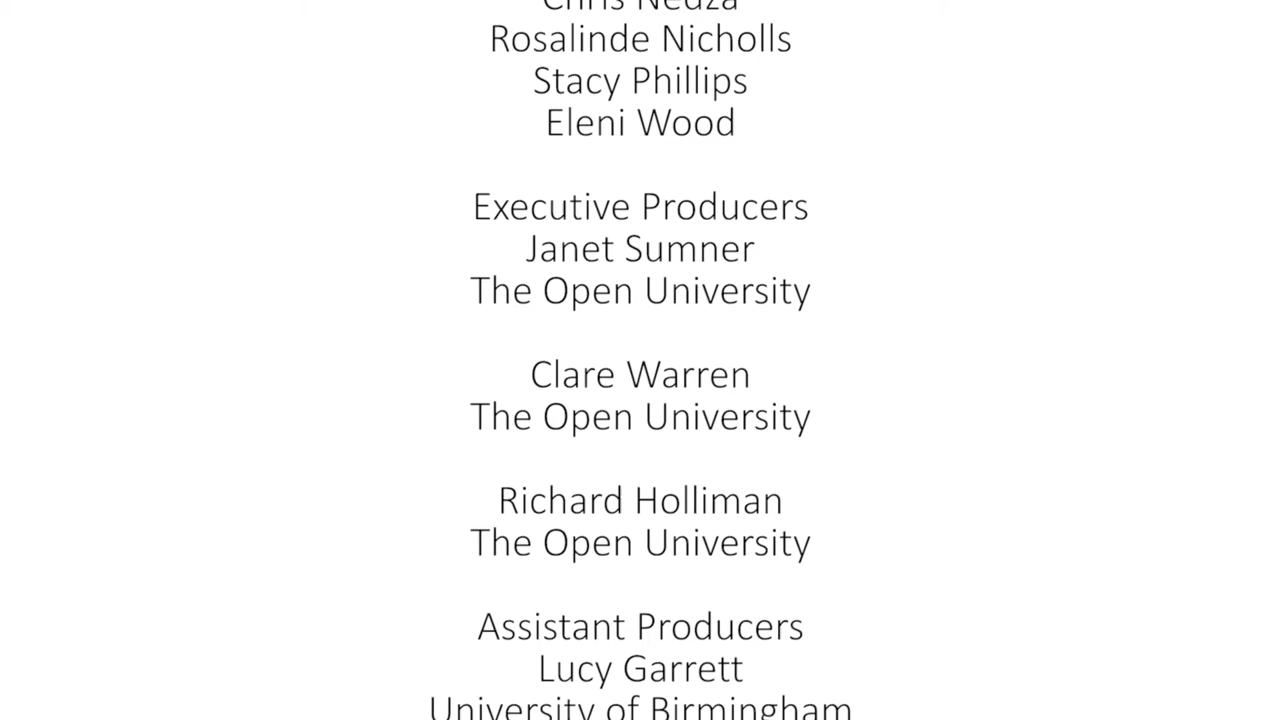 Rosalinde Nicholls
Stacy Phillips
Eleni Wood
Executive Producers
Janet Sumner
The Open University
Clare Warren
The Open University
Richard Holliman
The Open University
Assistant Producers
Lucy Garrett
University of Birmingham